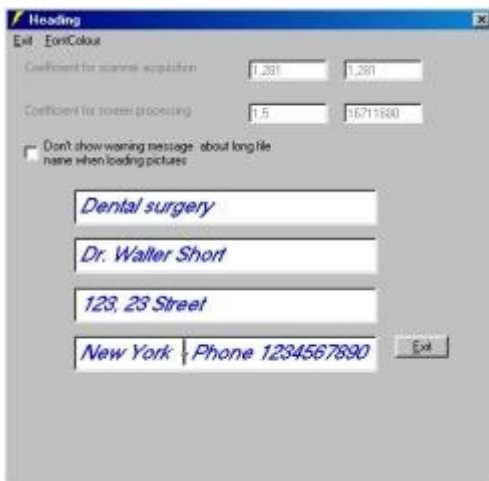 Heading
Exit FontColour
Coefficient for scanner acquisition 1,281 1,281
Coefficient for screen processing 1,5 16711680
Don't show warning message about long file
name when loading pictures
Dental surgery
Dr. Walter Short
123, 23 Street
New York - Phone 1234567890
Exit